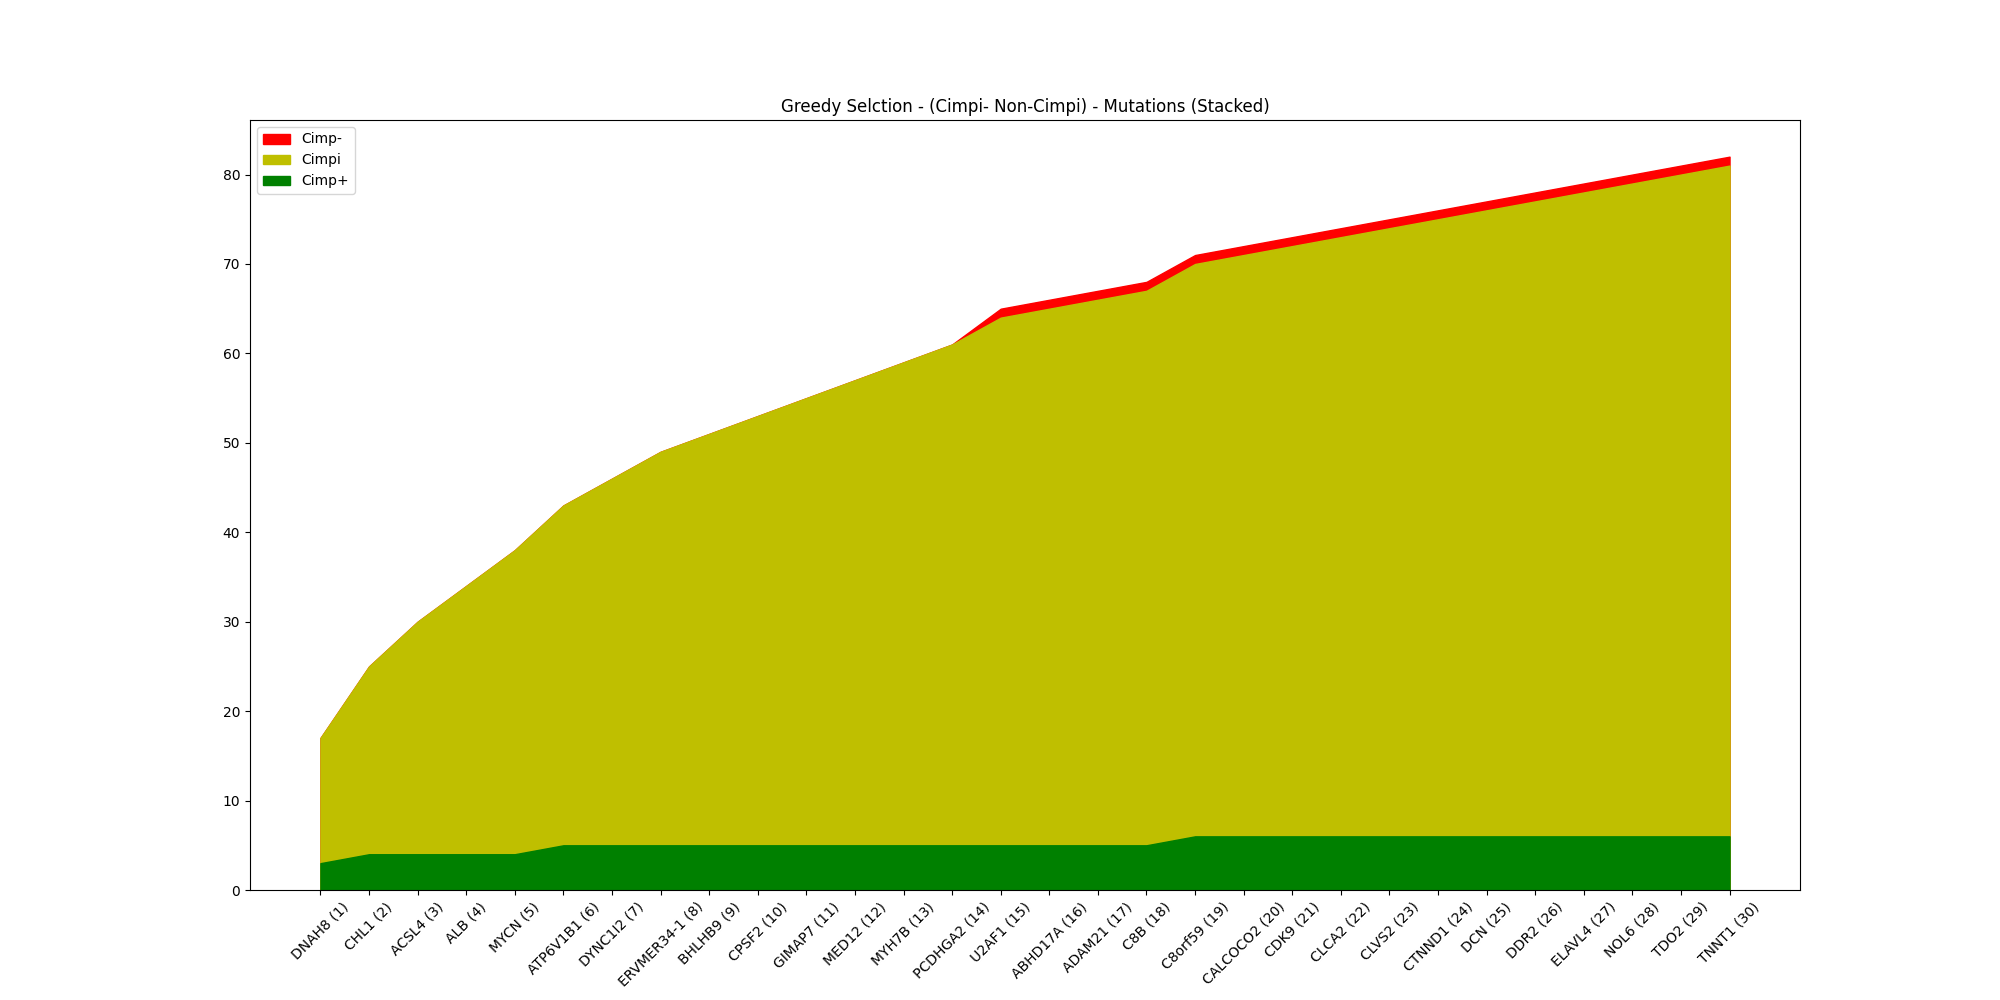 Greedy Selction - (Cimpi- Non-Cimpi) - Mutations (Stacked)
Cimp-
Cimpi
Cimp+
80
70
60
50
40
30
20
10
0
DNAH8 (1)
CHL1 (2)
ACSL4 (3)
ALB (4)
MYCN (5)
ATP6V1B1 (6)
DYNC1I2 (7)
ERVMER34-1 (8)
BHLHB9 (9)
CPSF2 (10)
GIMAP7 (11)
MED12 (12)
MYH7B (13)
PCDHGA2 (14)
U2AF1 (15)
ABHD17A (16)
ADAM21 (17)
C8B (18)
C8orf59 (19)
CALCOCO2 (20)
CDK9 (21)
CLCA2 (22)
CLVS2 (23)
CTNND1 (24)
DCN (25)
DDR2 (26)
ELAVL4 (27)
NOL6 (28)
TDO2 (29)
TNNT1 (30)